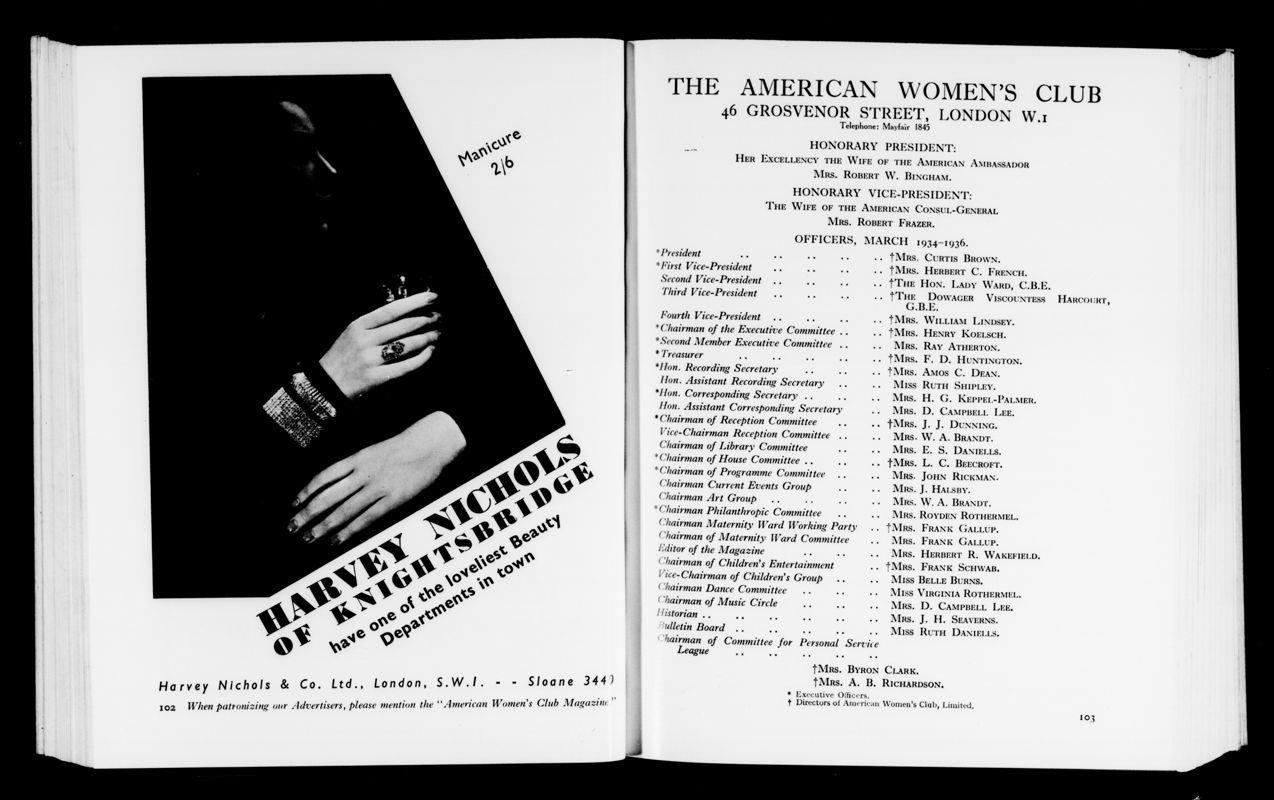 Manicure
2/6
HARVEY NICHOLS
OF KNIGHTSBRIDGE
have one of the loveliest Beauty
Departments in town
Harvey Nichols & Co. Ltd., London, S.W.I. - - Sloane 3440
102 When patronizing our Advertisers, please mention the "American Women's Club Magazine"
THE AMERICAN WOMEN'S CLUB
46 GROSVENOR STREET, LONDON W.1
Telephone: Mayfair 1845
HONORARY PRESIDENT:
HER EXCELLENCY THE WIFE OF THE AMERICAN AMBASSADOR
MRS. ROBERT W. BINGHAM.
HONORARY VICE-PRESIDENT:
THE WIFE OF THE AMERICAN CONSUL-GENERAL
MRS. ROBERT FRAZER.
OFFICERS, MARCH 1934-1936.
*President .. .. .. .. .. †MRS. CURTIS BROWN.
*First Vice-President .. .. .. .. †MRS. HERBERT C. FRENCH.
Second Vice-President .. .. .. .. †THE HON. LADY WARD, C.B.E.
Third Vice-President .. .. .. .. †THE DOWAGER VISCOUNTESS HARCOURT,
G.B.E.
Fourth Vice-President .. .. .. .. †MRS. WILLIAM LINDSEY.
*Chairman of the Executive Committee .. .. †MRS. HENRY KOELSCH.
*Second Member Executive Committee .. .. MRS. RAY ATHERTON.
*Treasurer .. .. .. .. .. †MRS. F. D. HUNTINGTON.
*Hon. Recording Secretary .. .. .. †MRS. AMOS C. DEAN.
Hon. Assistant Recording Secretary .. .. MISS RUTH SHIPLEY.
*Hon. Corresponding Secretary .. .. .. MRS. H. G. KEPPEL-PALMER.
Hon. Assistant Corresponding Secretary .. MRS. D. CAMPBELL LEE.
*Chairman of Reception Committee .. .. †MRS. J. J. DUNNING.
Vice-Chairman Reception Committee .. .. MRS. W. A. BRANDT.
Chairman of Library Committee .. .. MRS. E. S. DANIELLS.
*Chairman of House Committee .. .. .. †MRS. L. C. BEECROFT.
*Chairman of Programme Committee .. .. MRS. JOHN RICKMAN.
Chairman Current Events Group .. .. MRS. J. HALSBY.
Chairman Art Group .. .. .. .. MRS. W. A. BRANDT.
*Chairman Philanthropic Committee .. .. MRS. ROYDEN ROTHERMEL.
Chairman Maternity Ward Working Party .. †MRS. FRANK GALLUP.
Chairman of Maternity Ward Committee .. MRS. FRANK GALLUP.
Editor of the Magazine .. .. .. MRS. HERBERT R. WAKEFIELD.
Chairman of Children's Entertainment .. †MRS. FRANK SCHWAB.
Vice-Chairman of Children's Group .. .. MISS BELLE BURNS.
Chairman Dance Committee .. .. .. MISS VIRGINIA ROTHERMEL.
Chairman of Music Circle .. .. .. MRS. D. CAMPBELL LEE.
Historian .. .. .. .. .. .. MRS. J. H. SEAVERNS.
Bulletin Board .. .. .. .. .. MISS RUTH DANIELLS.
Chairman of Committee for Personal Service
League .. .. .. .. ..
†MRS. BYRON CLARK.
†MRS. A. B. RICHARDSON.
* Executive Officers.
† Directors of American Women's Club, Limited.
103